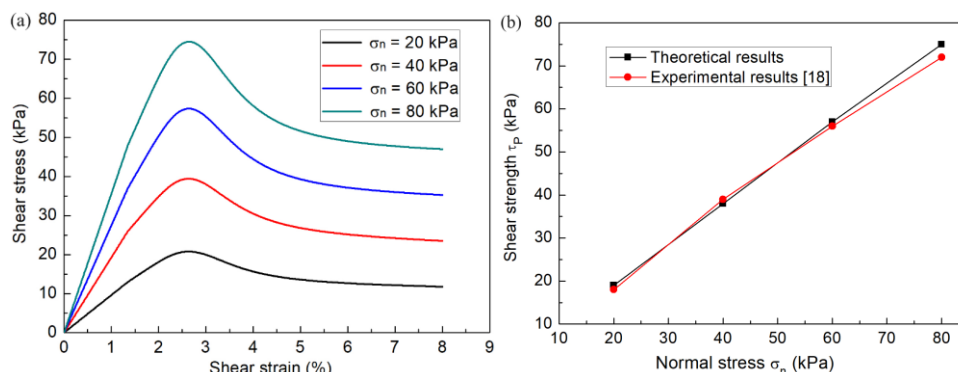 (a)
80
70
60
50
40
30
20
10
0
Shear stress (kPa)
σn = 20 kPa
σn = 40 kPa
σn = 60 kPa
σn = 80 kPa
0 1 2 3 4 5 6 7 8 9
Shear strain (%)
(b)
80
70
60
50
40
30
20
10
Shear strength τP (kPa)
Theoretical results
Experimental results [18]
10 20 30 40 50 60 70 80
Normal stress σn (kPa)